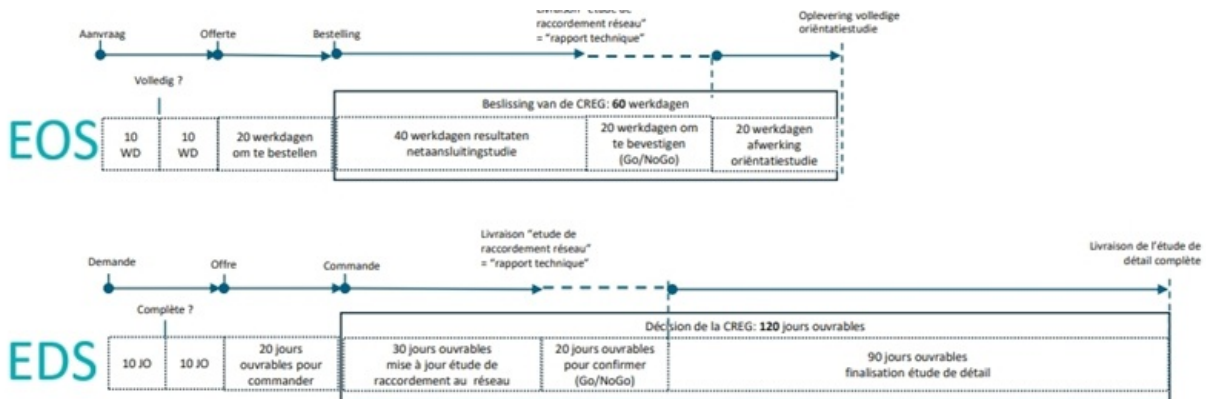 Livraison "etude de
raccordement réseau"
= "rapport technique"
Oplevering volledige
oriëntatiestudie
Aanvraag
Offerte
Bestelling
Volledig ?
Beslissing van de CREG: 60 werkdagen
EOS
10
WD
10
WD
20 werkdagen
om te bestellen
40 werkdagen resultaten
netaansluitingstudie
20 werkdagen om
te bevestigen
(Go/NoGo)
20 werkdagen
afwerking
oriëntatiestudie
Livraison "etude de
raccordement réseau"
= "rapport technique"
Livraison de l'étude de
détail complète
Demande
Offre
Commande
Complète ?
Décision de la CREG: 120 jours ouvrables
EDS
10 JO
10 JO
20 jours
ouvrables pour
commander
30 jours ouvrables
mise à jour étude de
raccordement au réseau
20 jours ouvrables
pour confirmer
(Go/NoGo)
90 jours ouvrables
finalisation étude de détail